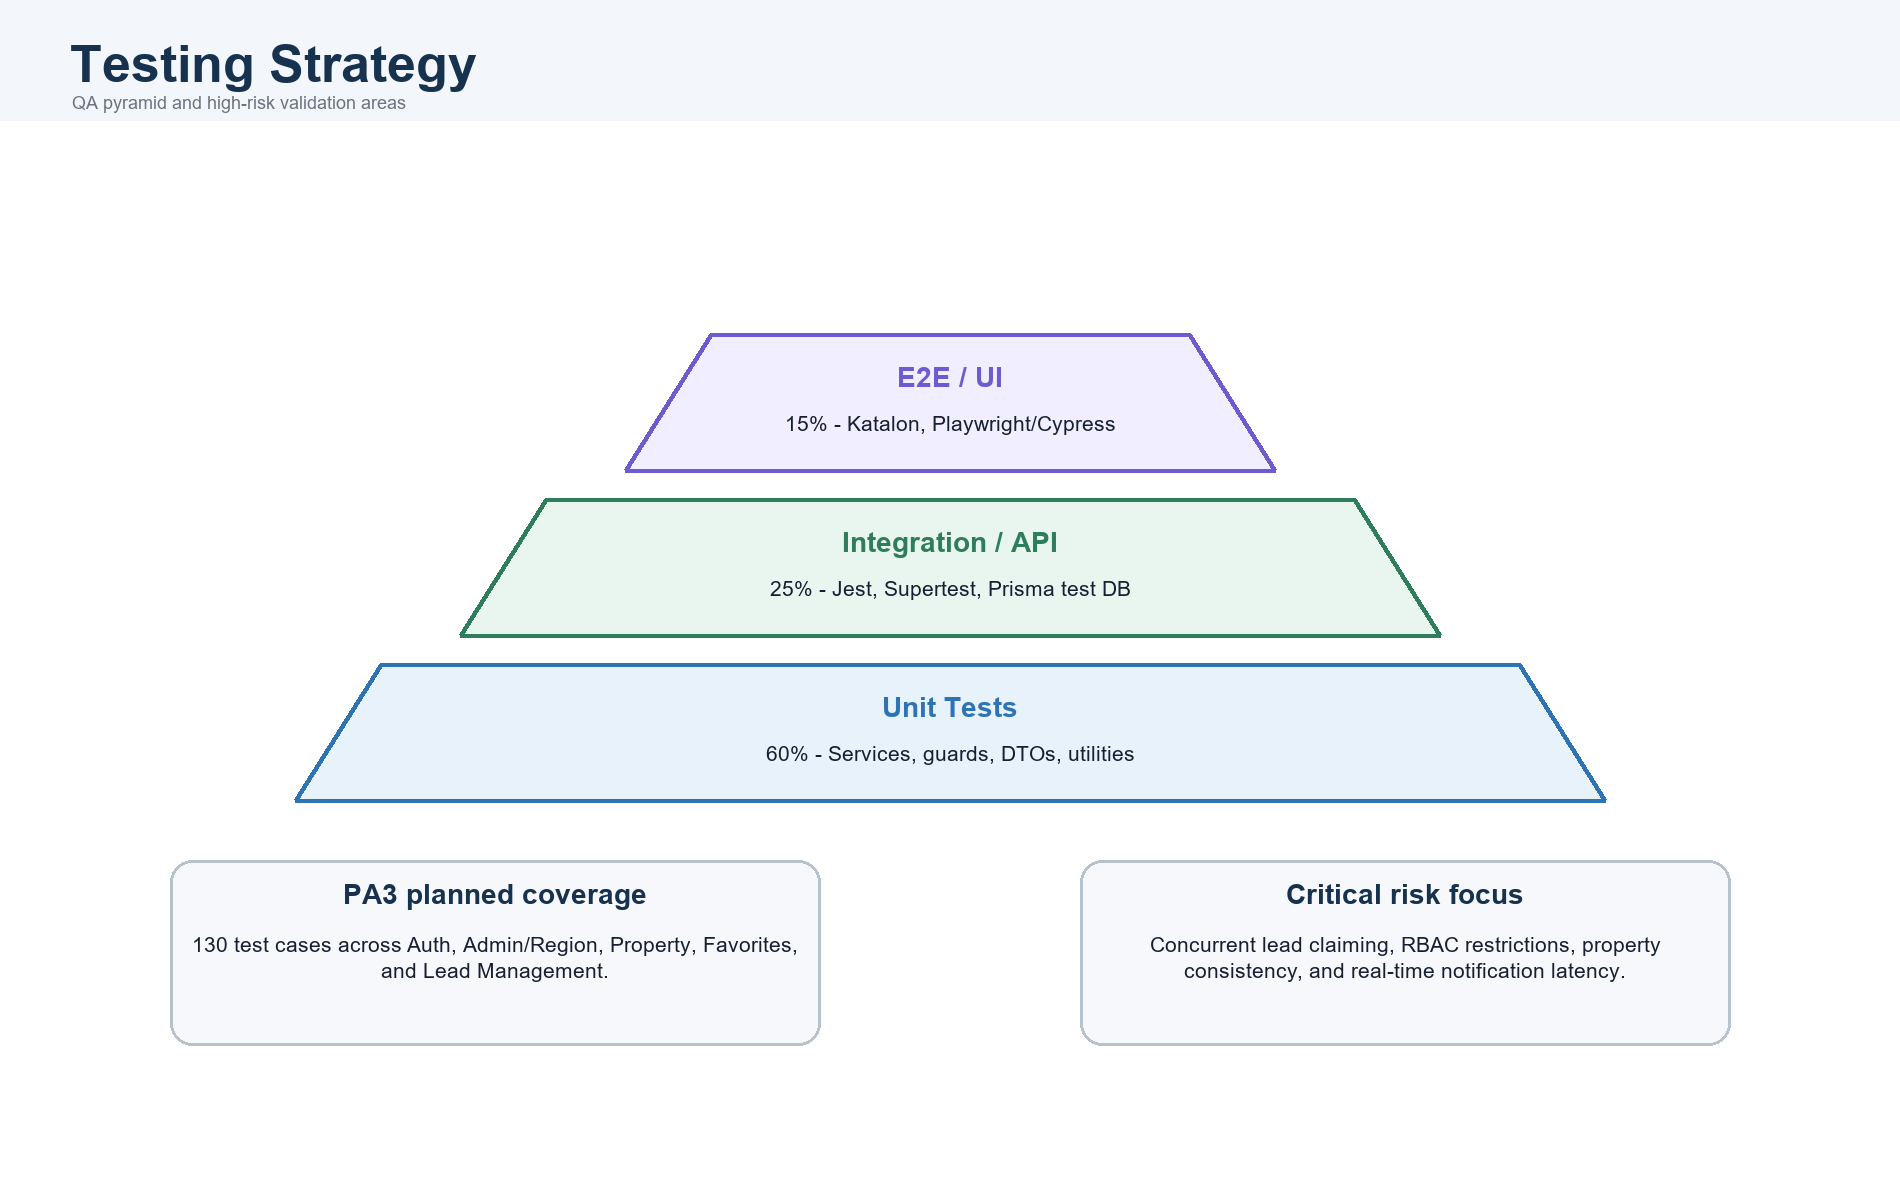 Testing Strategy
QA pyramid and high-risk validation areas
E2E / UI
15% - Katalon, Playwright/Cypress
Integration / API
25% - Jest, Supertest, Prisma test DB
Unit Tests
60% - Services, guards, DTOs, utilities
PA3 planned coverage
130 test cases across Auth, Admin/Region, Property, Favorites,
and Lead Management.
Critical risk focus
Concurrent lead claiming, RBAC restrictions, property
consistency, and real-time notification latency.